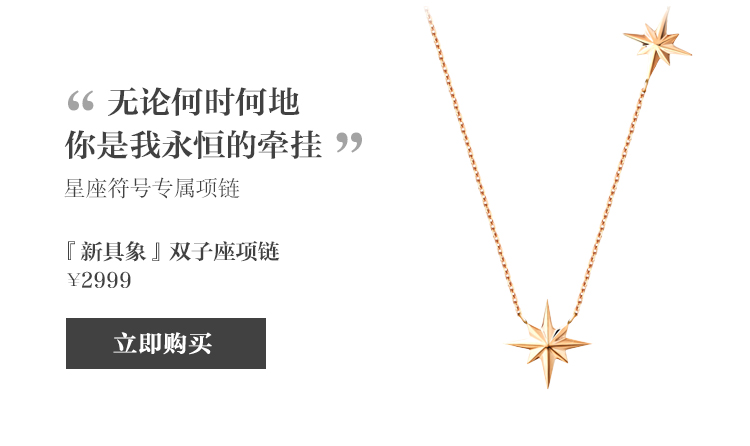 “ 无论何时何地
你是我永恒的牵挂 ”
星座符号专属项链
『新具象』双子座项链
¥2999
立即购买